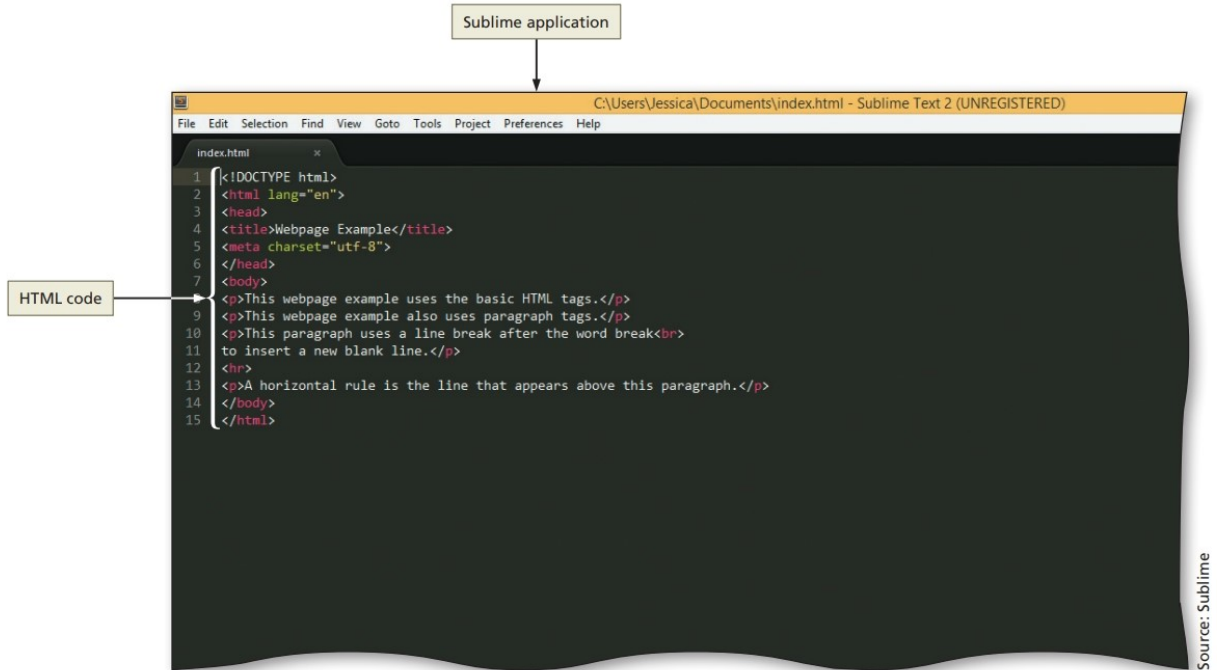 Sublime application
C:\Users\Jessica\Documents\index.html - Sublime Text 2 (UNREGISTERED)
File Edit Selection Find View Goto Tools Project Preferences Help
index.html ×
1 <!DOCTYPE html>
2 <html lang="en">
3 <head>
4 <title>Webpage Example</title>
5 <meta charset="utf-8">
6 </head>
7 <body>
HTML code
8 <p>This webpage example uses the basic HTML tags.</p>
9 <p>This webpage example also uses paragraph tags.</p>
10 <p>This paragraph uses a line break after the word break<br>
11 to insert a new blank line.</p>
12 <hr>
13 <p>A horizontal rule is the line that appears above this paragraph.</p>
14 </body>
15 </html>
Source: Sublime